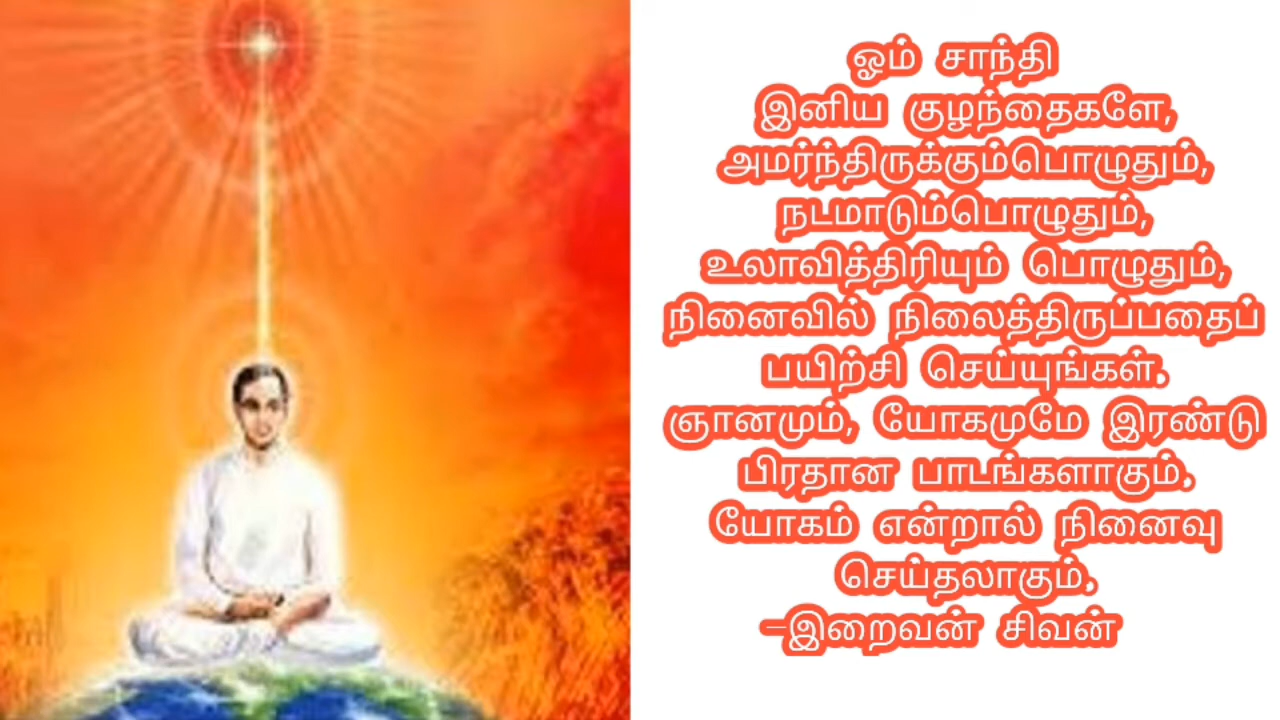 ஓம் சாந்தி
இனிய குழந்தைகளே,
அமர்ந்திருக்கும்பொழுதும்,
நடமாடும்பொழுதும்,
உலாவித்திரியும் பொழுதும்,
நினைவில் நிலைத்திருப்பதைப்
பயிற்சி செய்யுங்கள்.
ஞானமும், யோகமுமே இரண்டு
பிரதான பாடங்களாகும்.
யோகம் என்றால் நினைவு
செய்தலாகும்.
–இறைவன் சிவன்